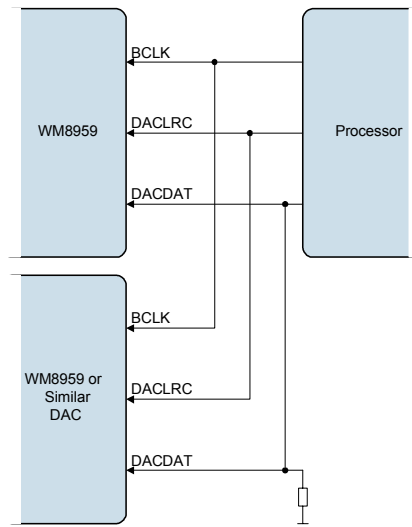 BCLK
WM8959
DACLRC
Processor
DACDAT
BCLK
WM8959 or
Similar
DAC
DACLRC
DACDAT